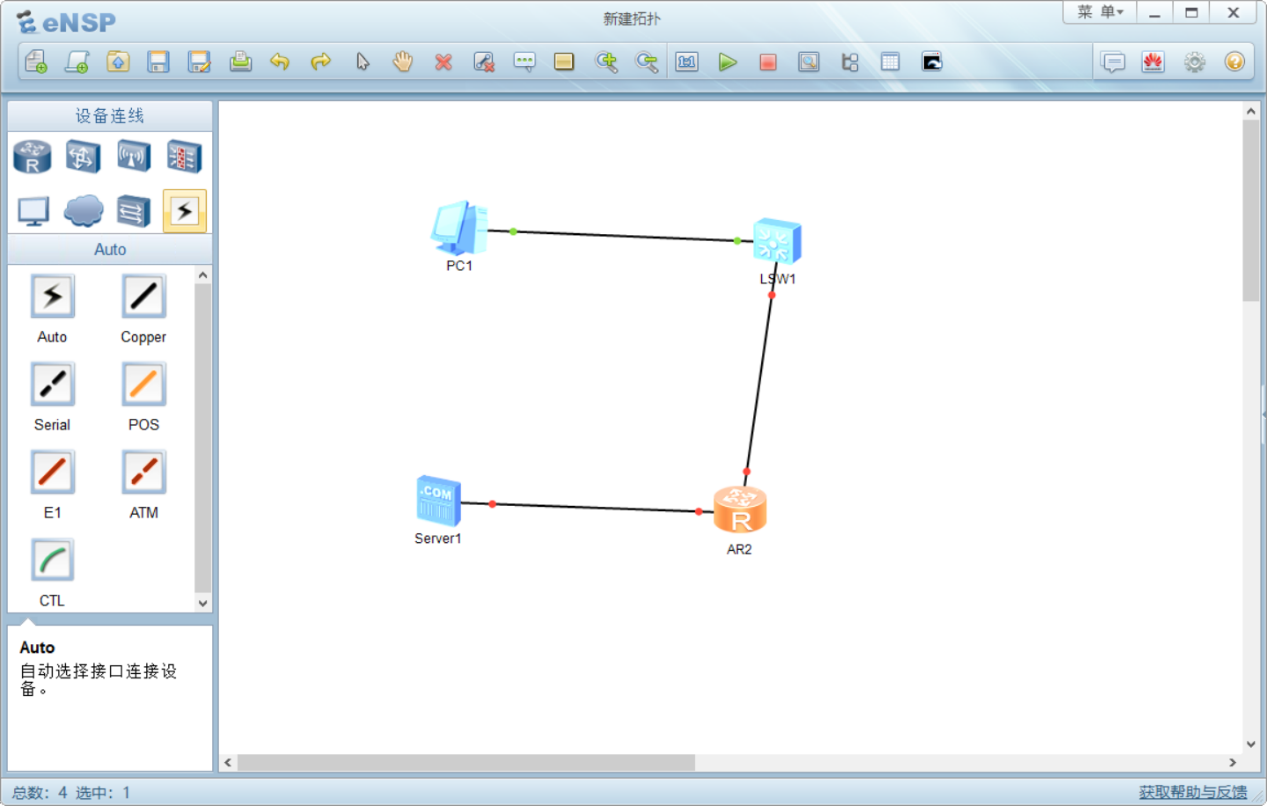 eNSP
新建拓扑
菜 单
设备连线
R
Auto
Auto
Copper
Serial
POS
E1
ATM
CTL
Auto
自动选择接口连接设
备。
PC1
LSW1
.COM
Server1
R
AR2
总数：4 选中：1
获取帮助与反馈